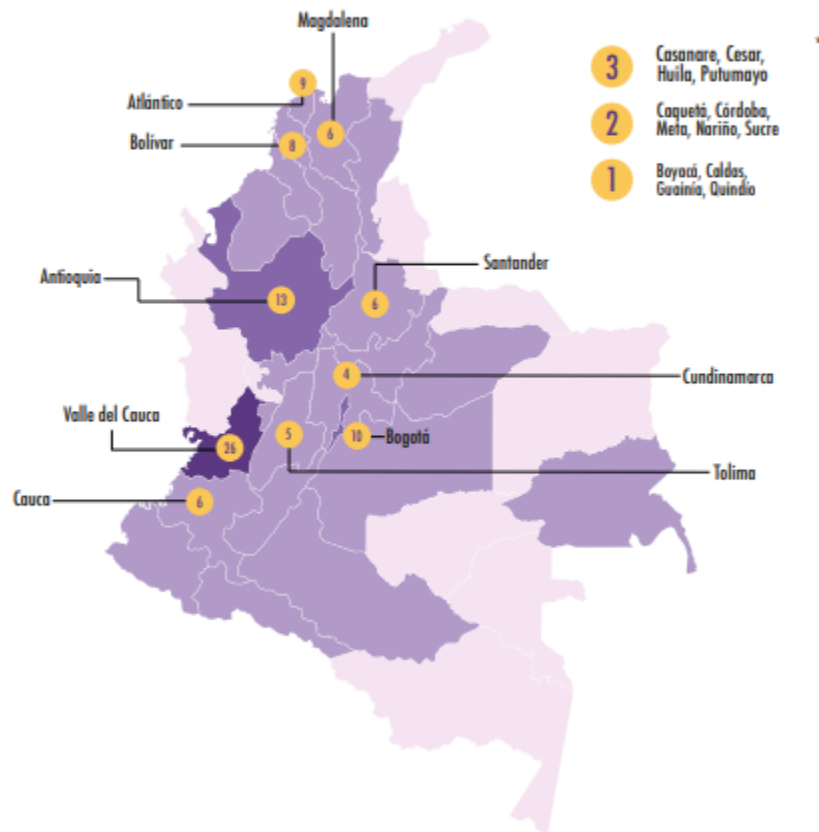 Magdalena
3
Casanare, Cesar,
Huila, Putumayo
9
Atlántico
2
Caquetá, Córdoba,
Meta, Nariño, Sucre
Bolívar
8
6
1
Boyacá, Caldas,
Guainía, Quindío
Santander
Antioquia
13
6
4
Cundinamarca
Valle del Cauca
26
5
10
Bogotá
Tolima
Cauca
6